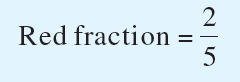 Red fraction = 2/5